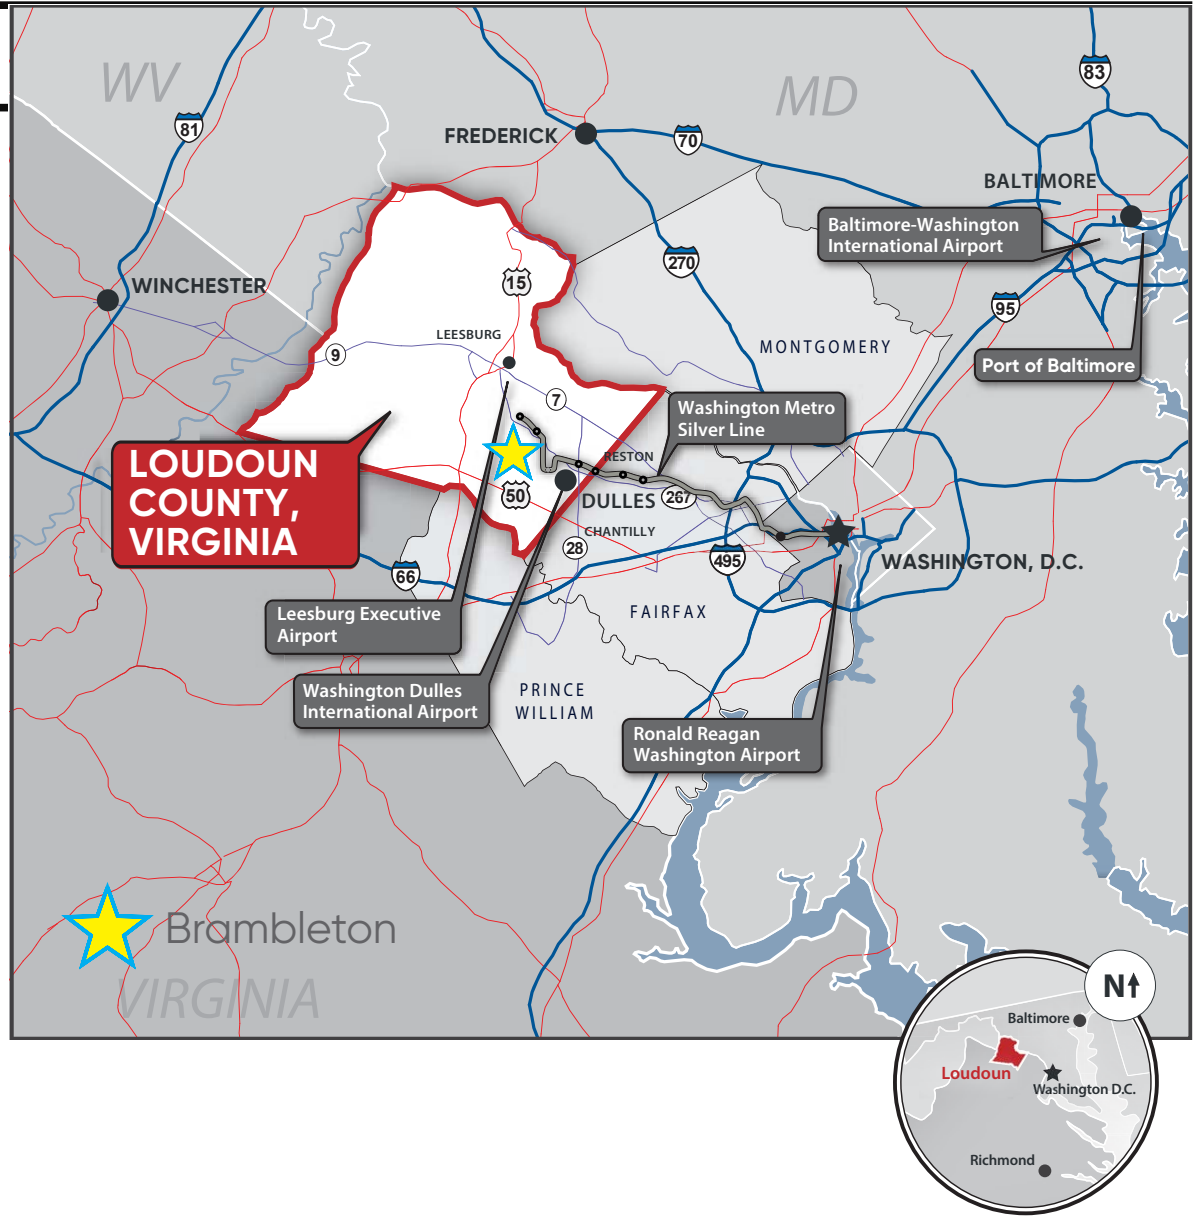 WV
MD
83
81
FREDERICK
70
BALTIMORE
Baltimore-Washington
International Airport
270
WINCHESTER
15
95
LEESBURG
9
MONTGOMERY
Port of Baltimore
7
Washington Metro
Silver Line
LOUDOUN
COUNTY,
VIRGINIA
RESTON
50
DULLES
267
CHANTILLY
28
495
WASHINGTON, D.C.
66
Leesburg Executive
Airport
FAIRFAX
Washington Dulles
International Airport
PRINCE
WILLIAM
Ronald Reagan
Washington Airport
Brambleton
VIRGINIA
N
Baltimore
Loudoun
Washington D.C.
Richmond